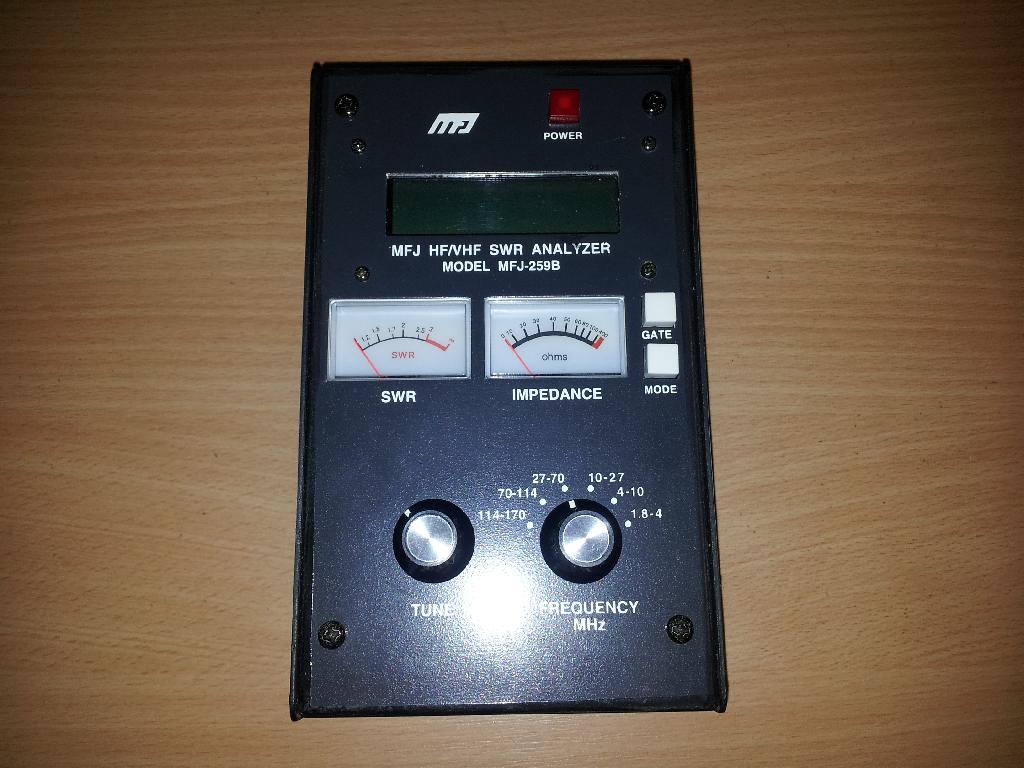 MFJ
POWER
MFJ HF/VHF SWR ANALYZER
MODEL MFJ-259B
SWR
ohms
GATE
MODE
SWR
IMPEDANCE
27-70
10-27
70-114
4-10
114-170
1.8-4
TUNE
FREQUENCY
MHz